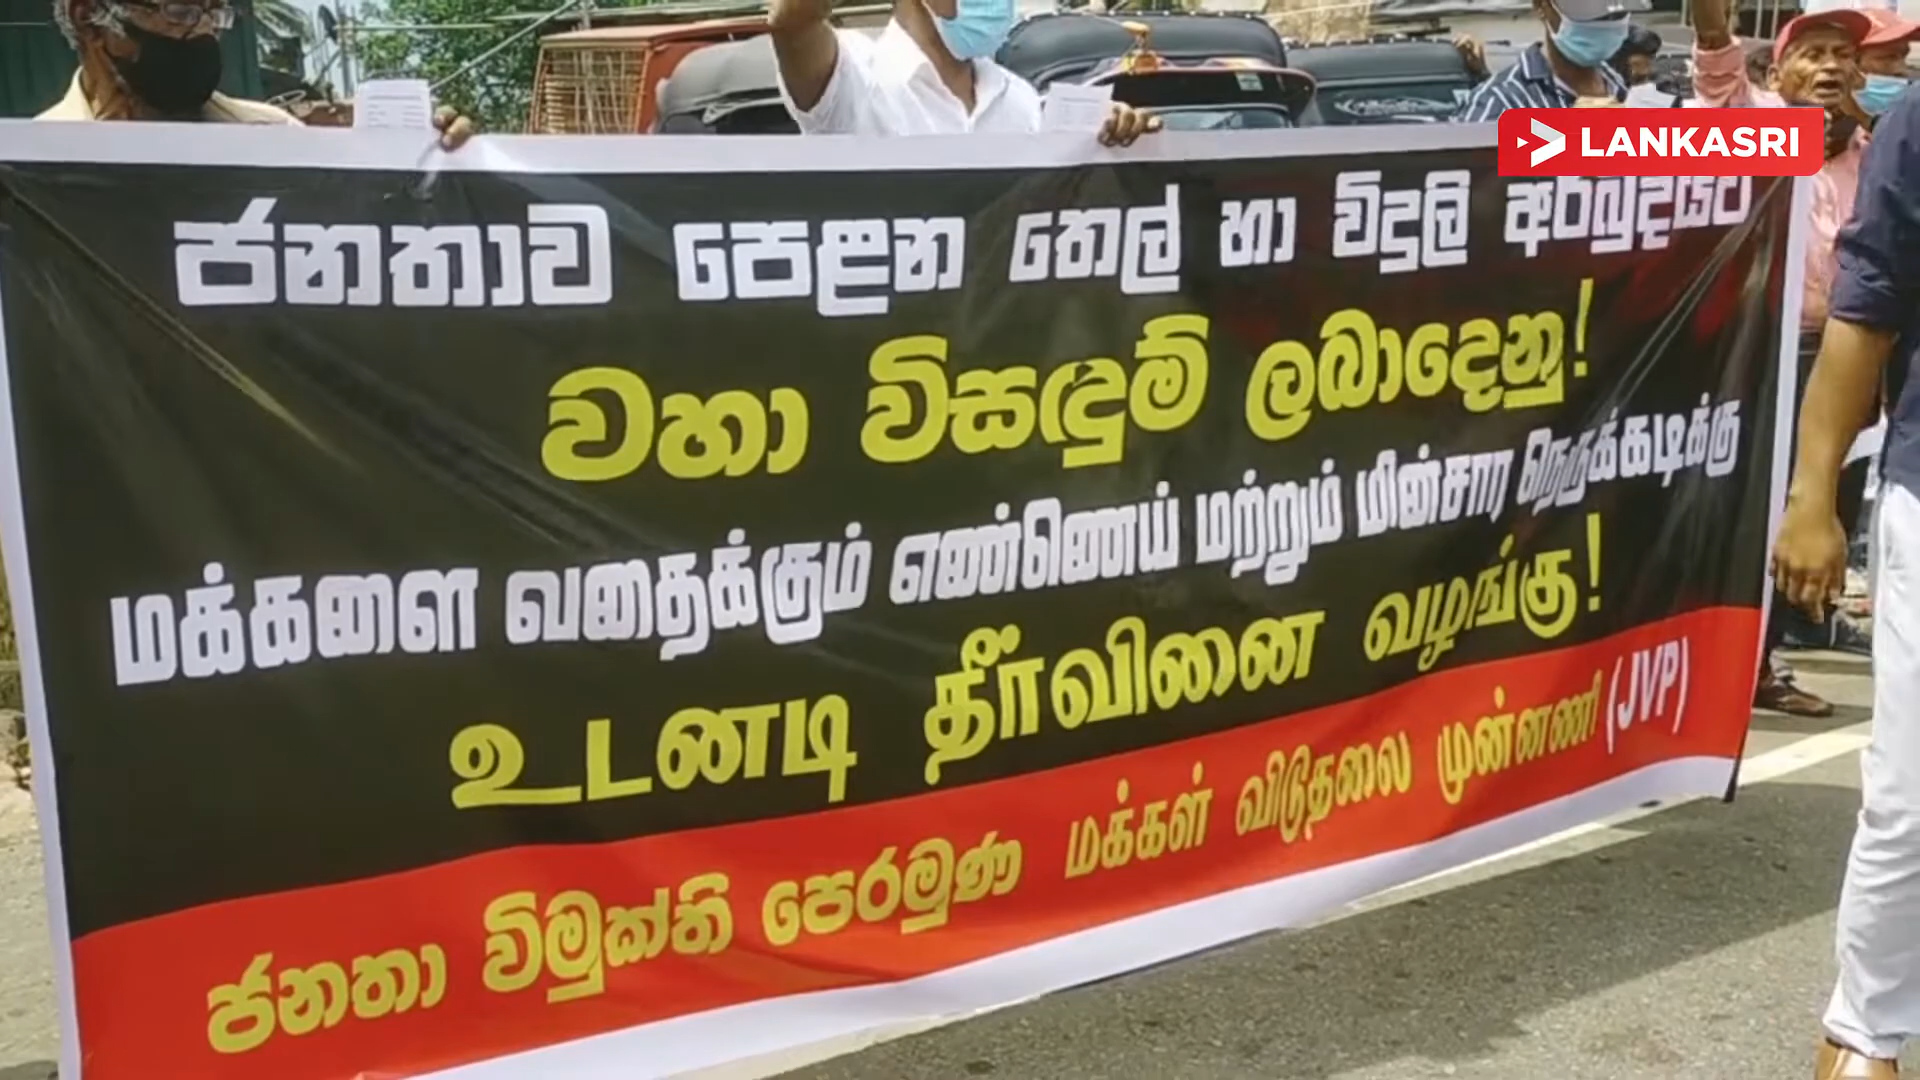 LANKASRI
ජනතාව පෙළන තෙල් හා විදුලි අර්බුදයට
වහා විසඳුම් ලබාදෙනු!
மக்களை வதைக்கும் எண்ணெய் மற்றும் மின்சார நெருக்கடிக்கு
உடனடி தீர்வினை வழங்கு!
ජනතා විමුක්ති පෙරමුණ மக்கள் விடுதலை முன்னணி (JVP)